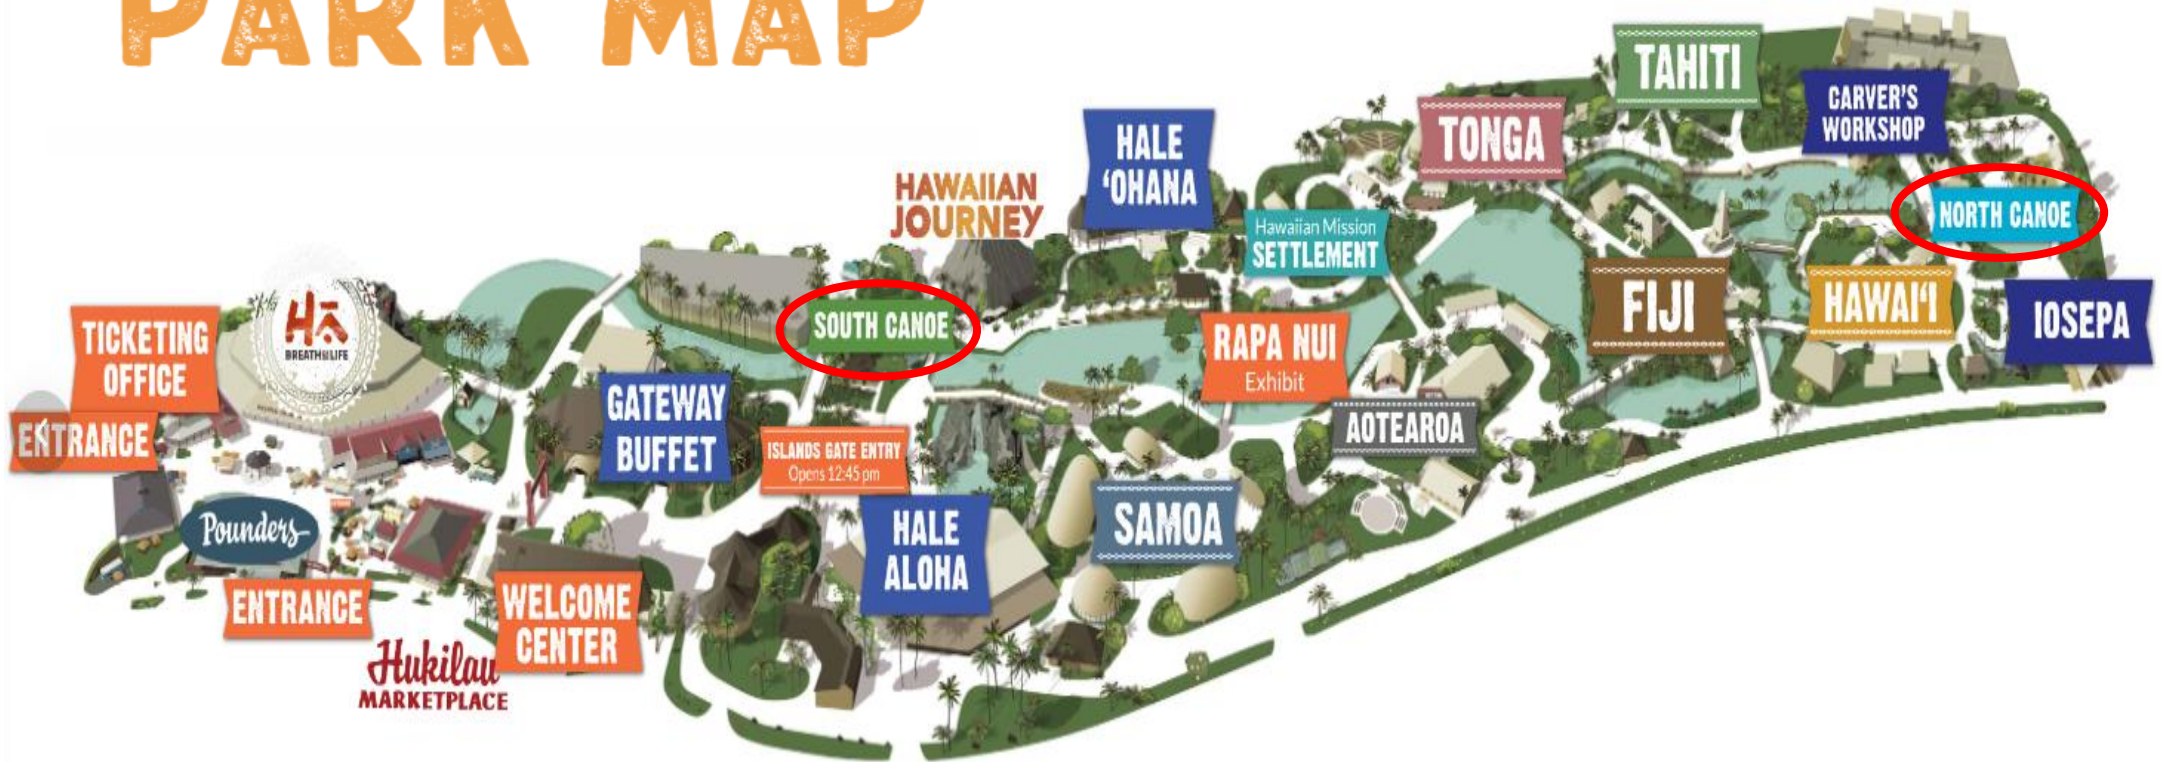 PARK MAP
TAHITI
CARVER'S
WORKSHOP
TONGA
HALE
‘OHANA
HAWAIIAN
JOURNEY
NORTH CANOE
Hawaiian Mission
SETTLEMENT
SOUTH CANOE
FIJI
HAWAI‘I
IOSEPA
HĀ
BREATH OF LIFE
TICKETING
OFFICE
ENTRANCE
RAPA NUI
Exhibit
GATEWAY
BUFFET
AOTEAROA
ISLANDS GATE ENTRY
Opens 12:45 pm
Pounders
HALE
ALOHA
SAMOA
ENTRANCE
WELCOME
CENTER
Hukilau
MARKETPLACE